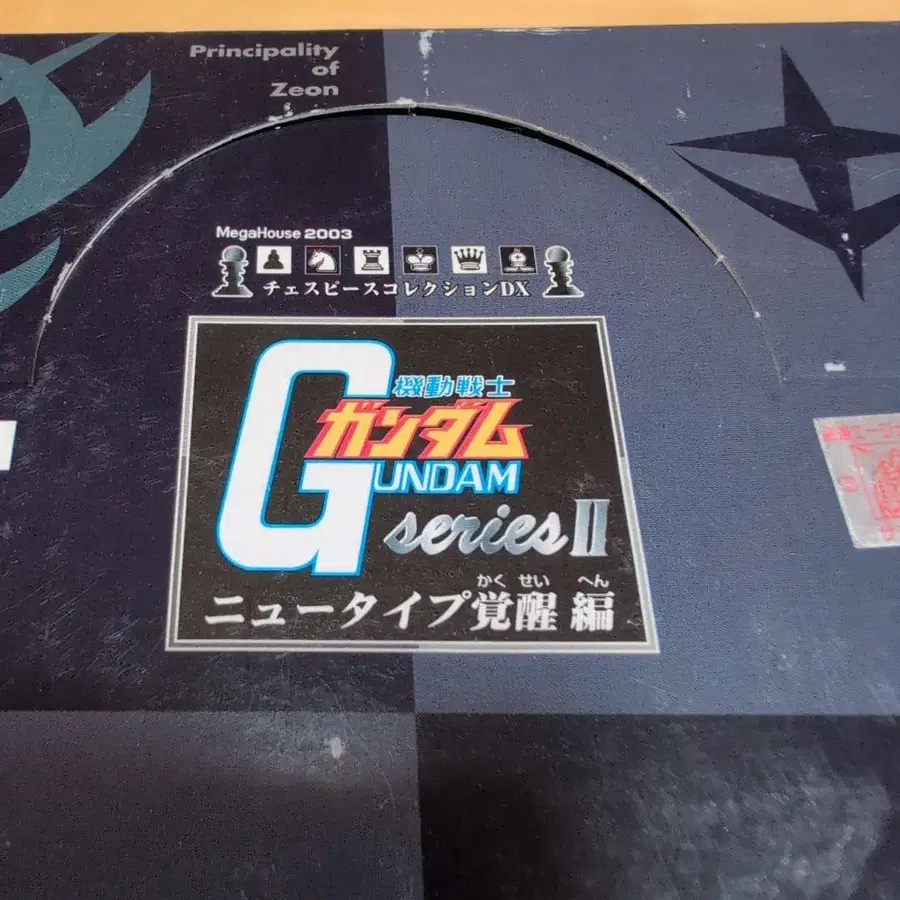 Principality
of
Zeon
MegaHouse 2003
チェスピースコレクションDX
機動戦士
ガンダム
GUNDAM
series II
かく せい へん
ニュータイプ覚醒 編